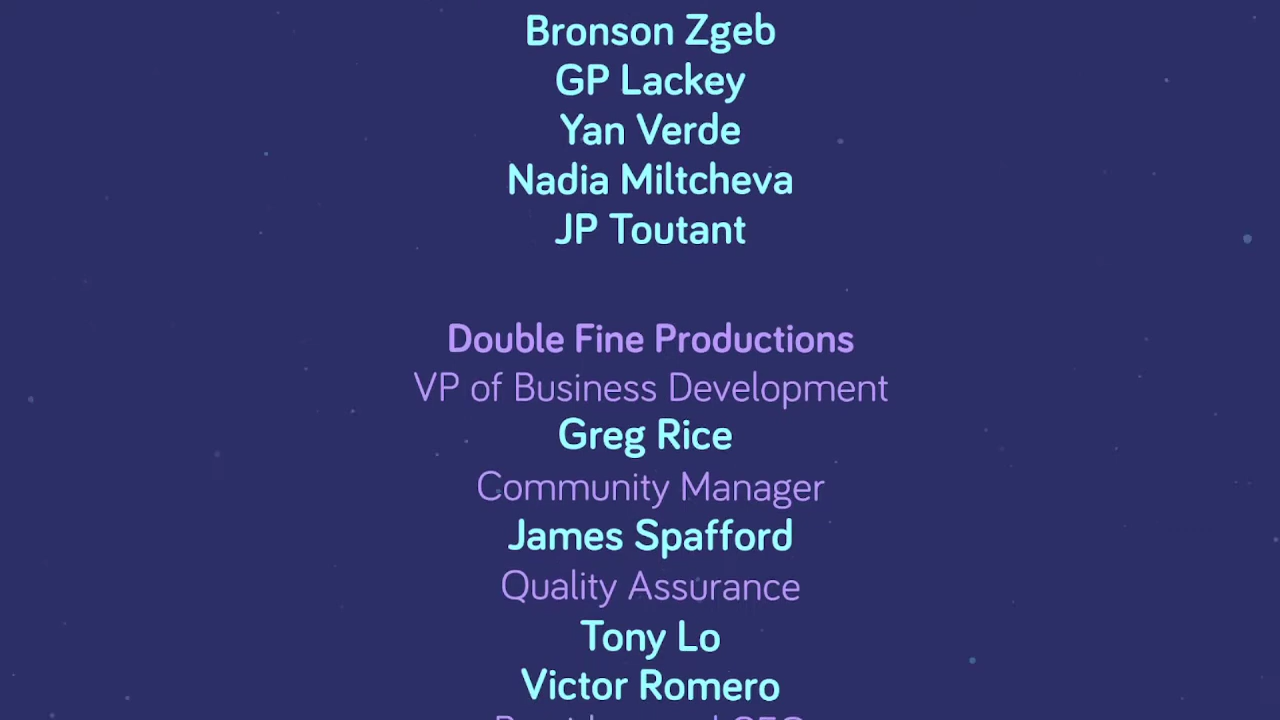 Bronson Zgeb
GP Lackey
Yan Verde
Nadia Miltcheva
JP Toutant
Double Fine Productions
VP of Business Development
Greg Rice
Community Manager
James Spafford
Quality Assurance
Tony Lo
Victor Romero